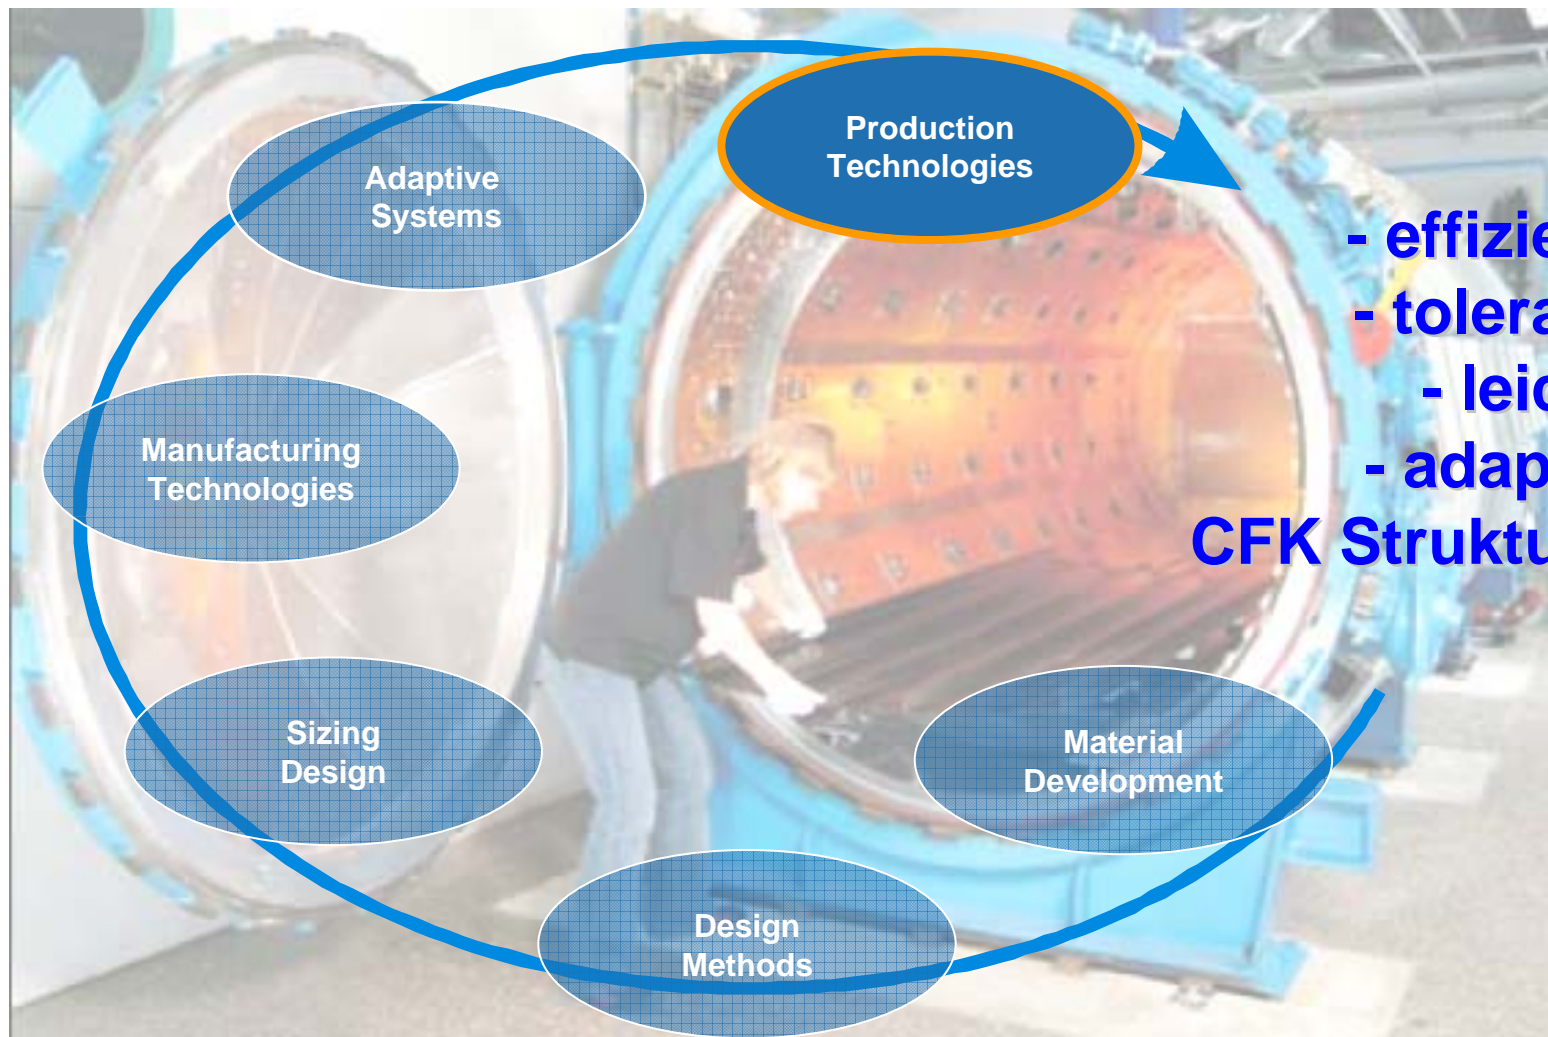 Production
Technologies
Adaptive
Systems
- effizie
- tolera
- leic
- adap
CFK Struktu
Manufacturing
Technologies
Sizing
Design
Material
Development
Design
Methods